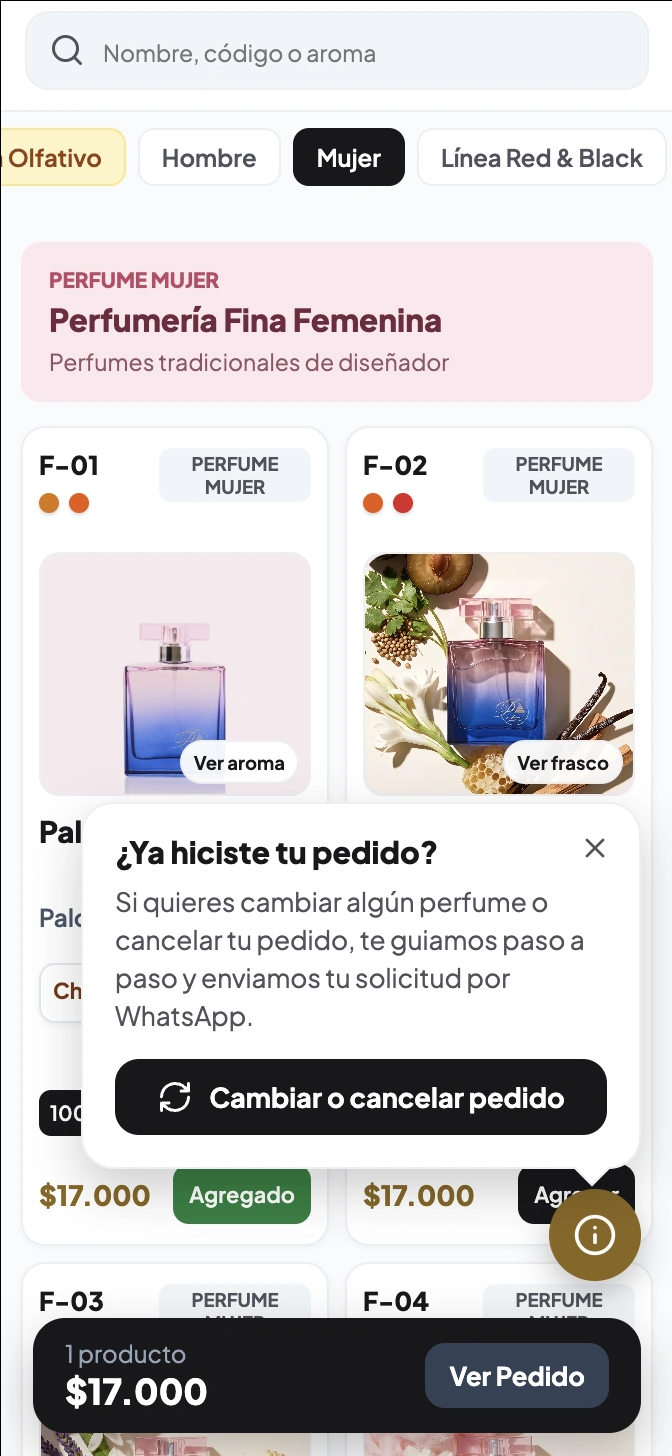 Nombre, código o aroma
Olfativo
Hombre
Mujer
Línea Red & Black
PERFUME MUJER
Perfumería Fina Femenina
Perfumes tradicionales de diseñador
F-01
PERFUME
MUJER
F-02
PERFUME
MUJER
Ver aroma
Ver frasco
¿Ya hiciste tu pedido?
Si quieres cambiar algún perfume o
cancelar tu pedido, te guiamos paso a
paso y enviamos tu solicitud por
WhatsApp.
Cambiar o cancelar pedido
$17.000
Agregado
$17.000
F-03
PERFUME
F-04
PERFUME
1 producto
$17.000
Ver Pedido